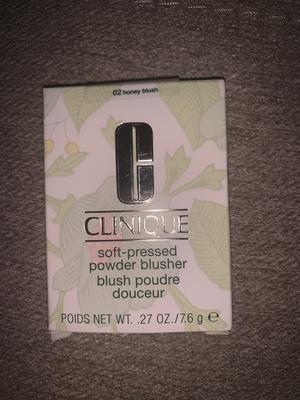 02 honey blush
CLINIQUE
soft-pressed
powder blusher
blush poudre
douceur
POIDS NET WT. .27 OZ./7.6 g ℮